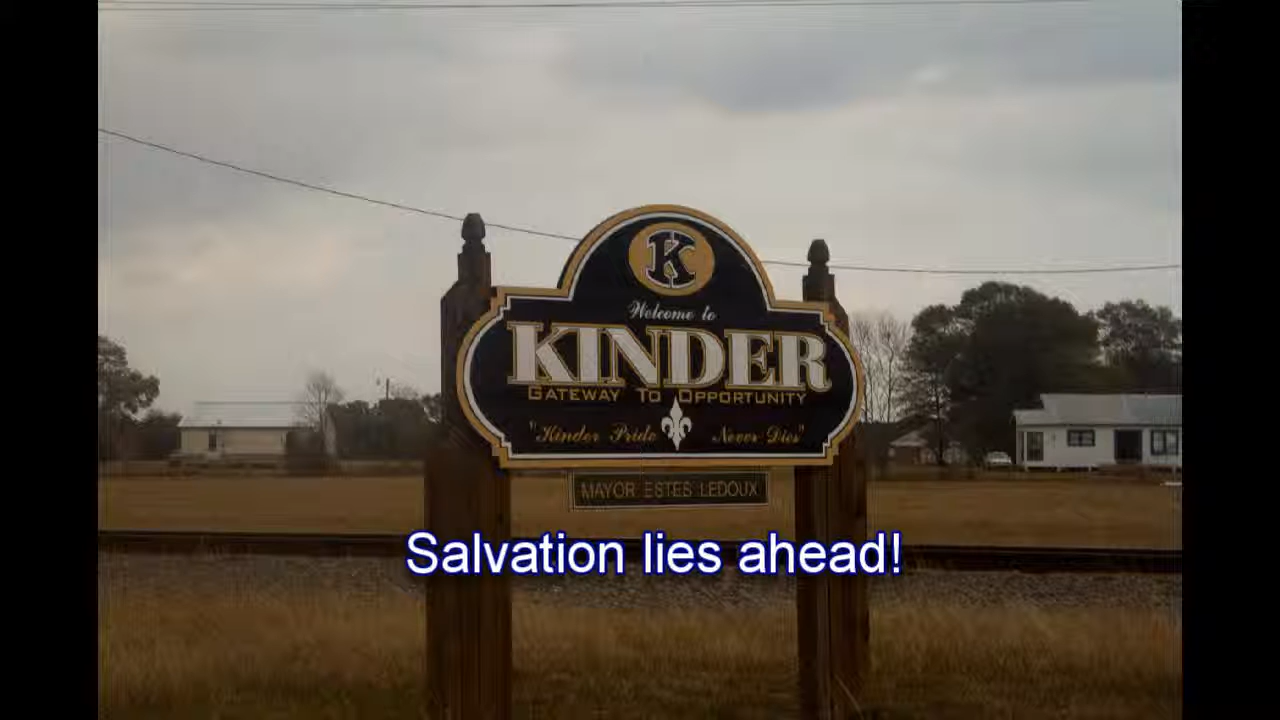 K
Welcome to
KINDER
GATEWAY TO OPPORTUNITY
"Kinder Pride Never Dies"
MAYOR ESTES LEDOUX
Salvation lies ahead!